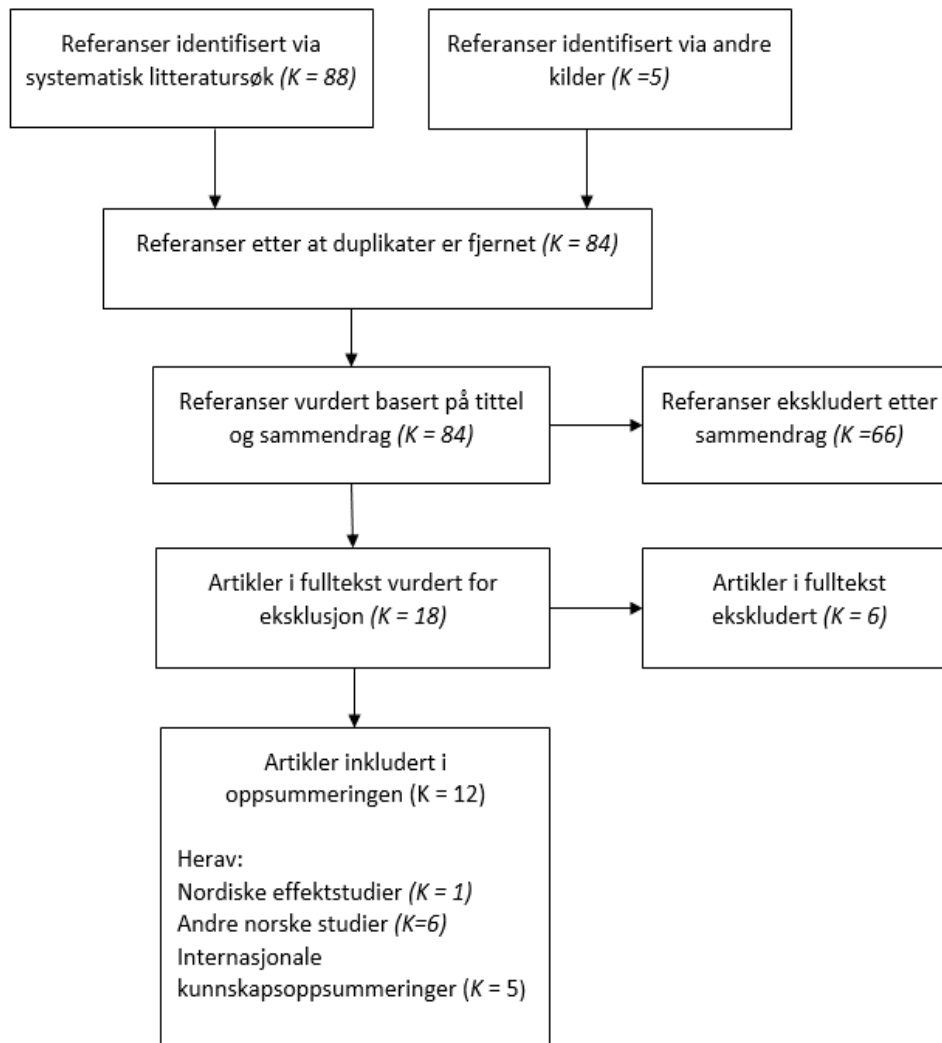 Referanser identifisert via
systematisk litteratursøk (K = 88)
Referanser identifisert via andre
kilder (K =5)
Referanser etter at duplikater er fjernet (K = 84)
Referanser vurdert basert på tittel
og sammendrag (K = 84)
Referanser ekskludert etter
sammendrag (K =66)
Artikler i fulltekst vurdert for
eksklusjon (K = 18)
Artikler i fulltekst
ekskludert (K = 6)
Artikler inkludert i
oppsummeringen (K = 12)
Herav:
Nordiske effektstudier (K = 1)
Andre norske studier (K=6)
Internasjonale
kunnskapsoppsummeringer (K = 5)